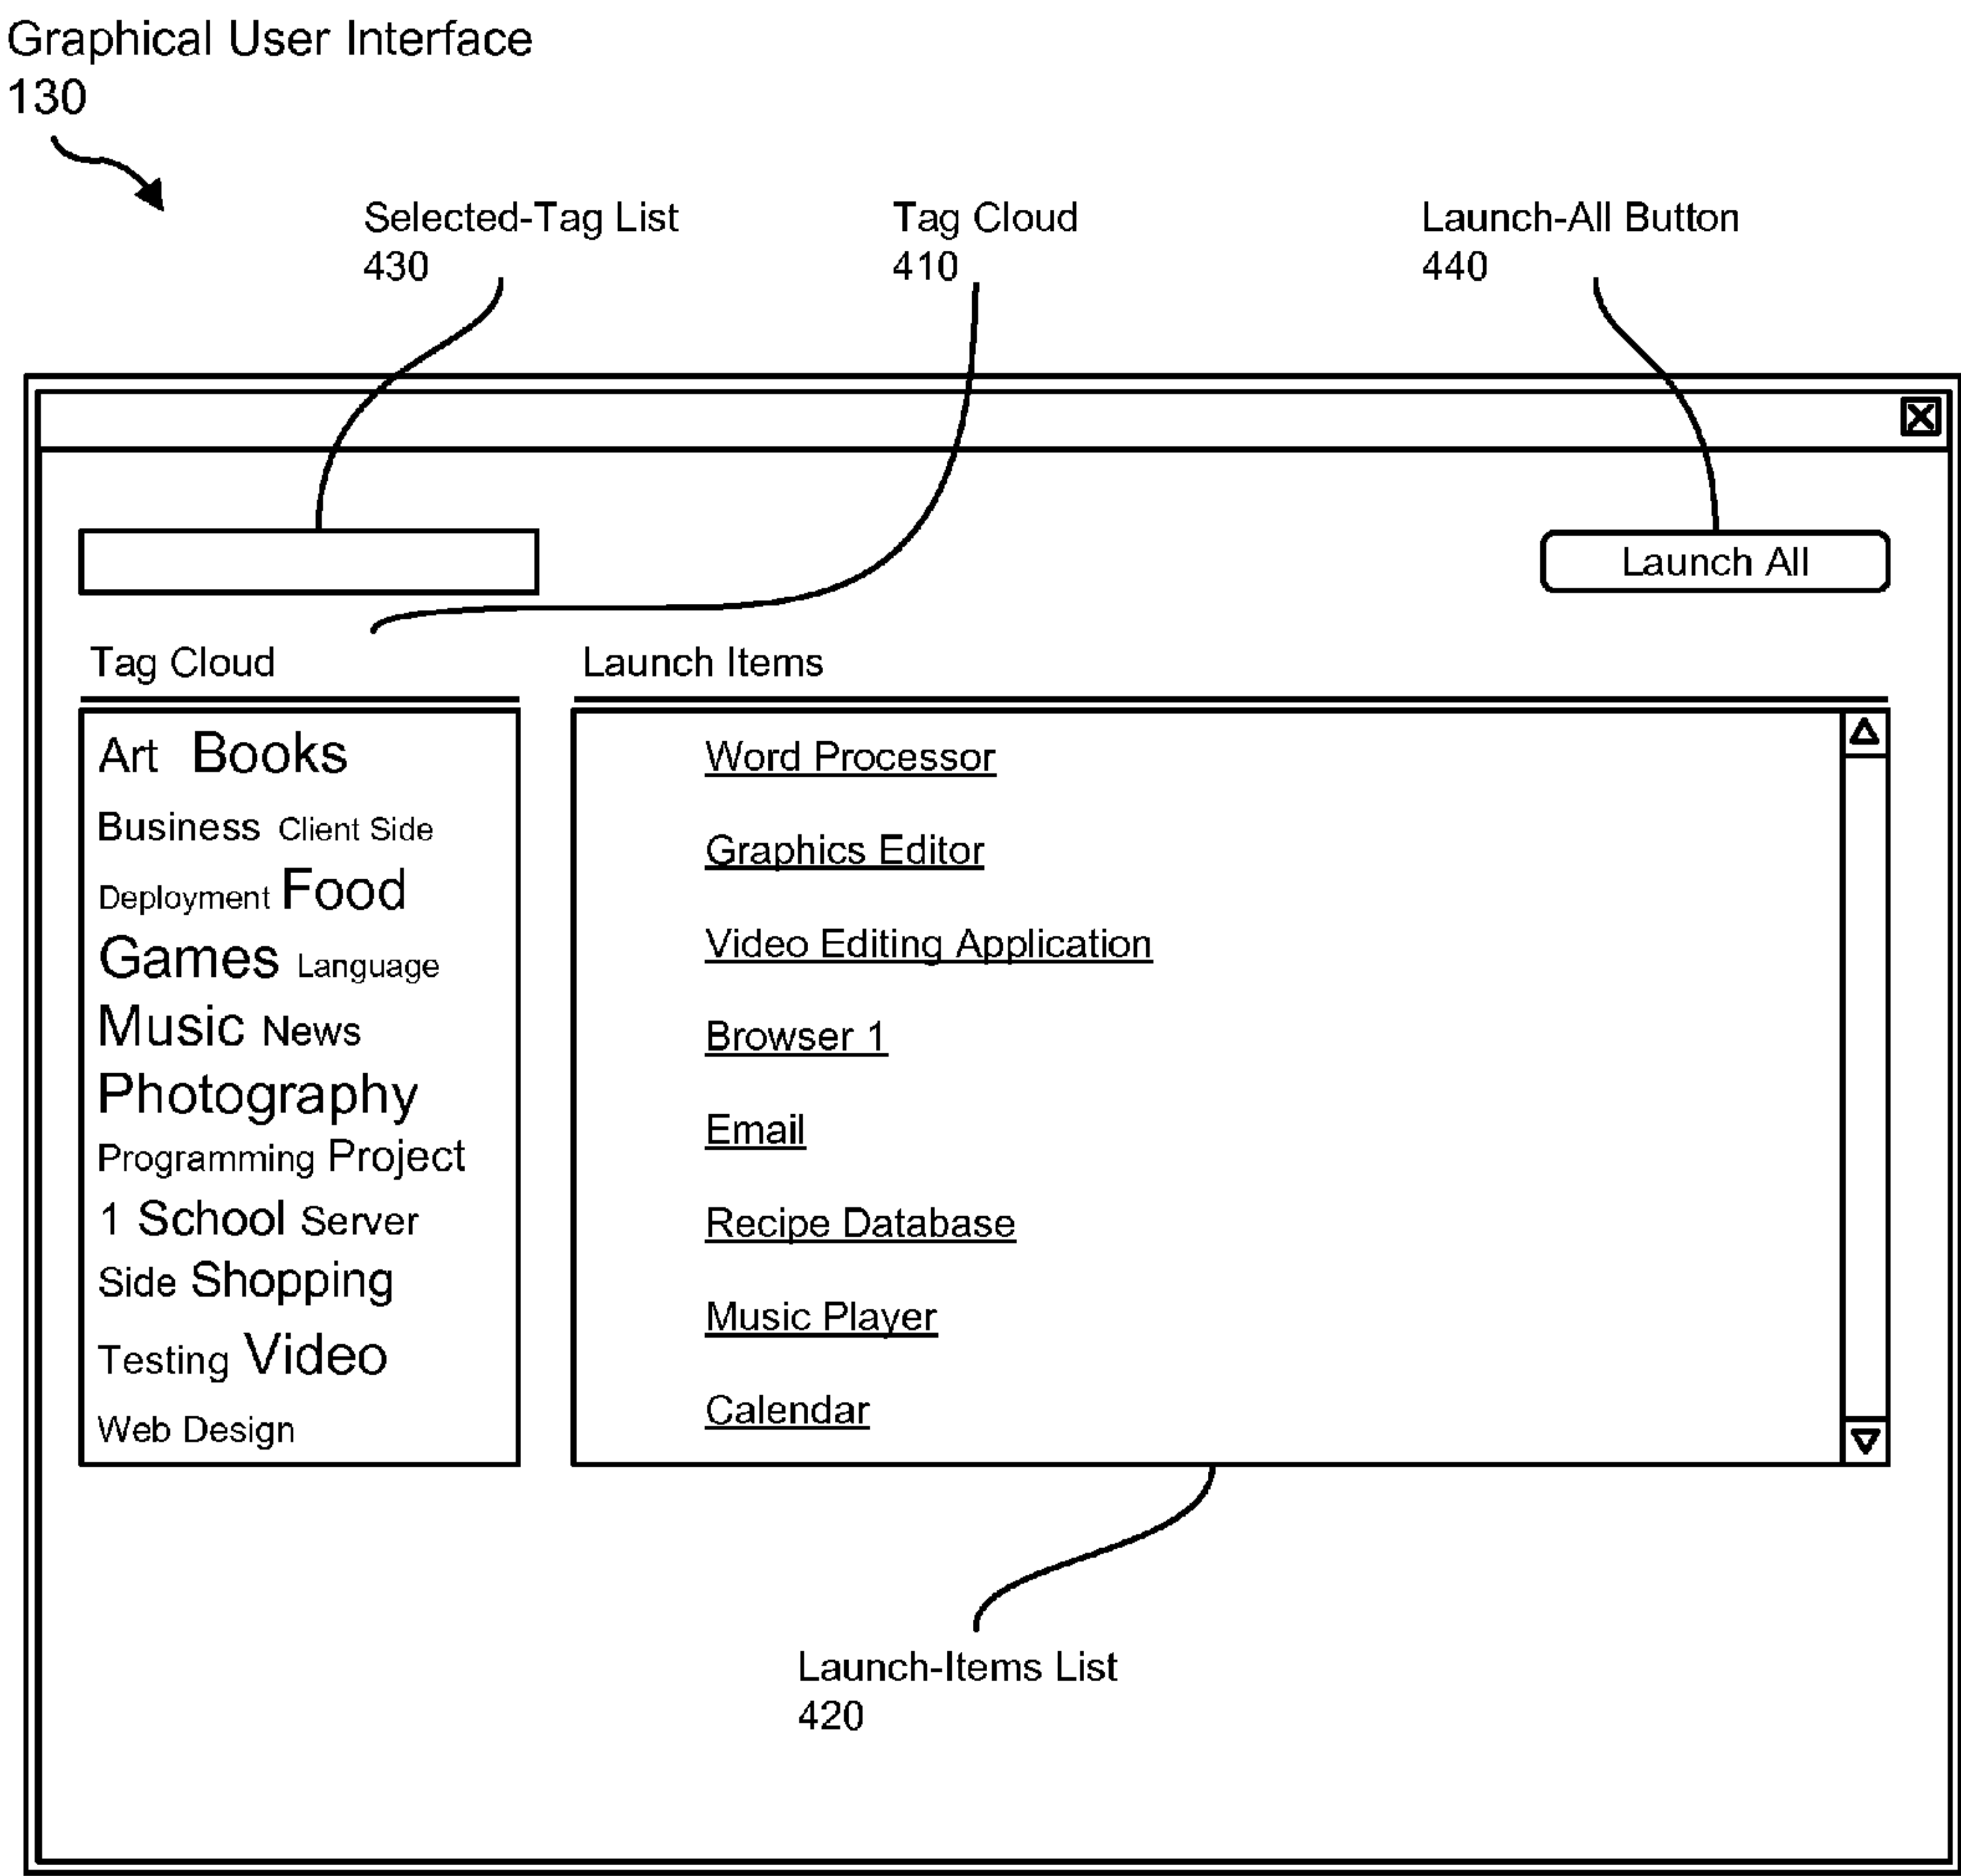 Graphical User Interface
130
Selected-Tag List
430
Tag Cloud
410
Launch-All Button
440
Launch All
Tag Cloud
Launch Items
Art Books
Business Client Side
Deployment Food
Games Language
Music News
Photography
Programming Project
1 School Server
Side Shopping
Testing Video
Web Design
Word Processor
Graphics Editor
Video Editing Application
Browser 1
Email
Recipe Database
Music Player
Calendar
Launch-Items List
420